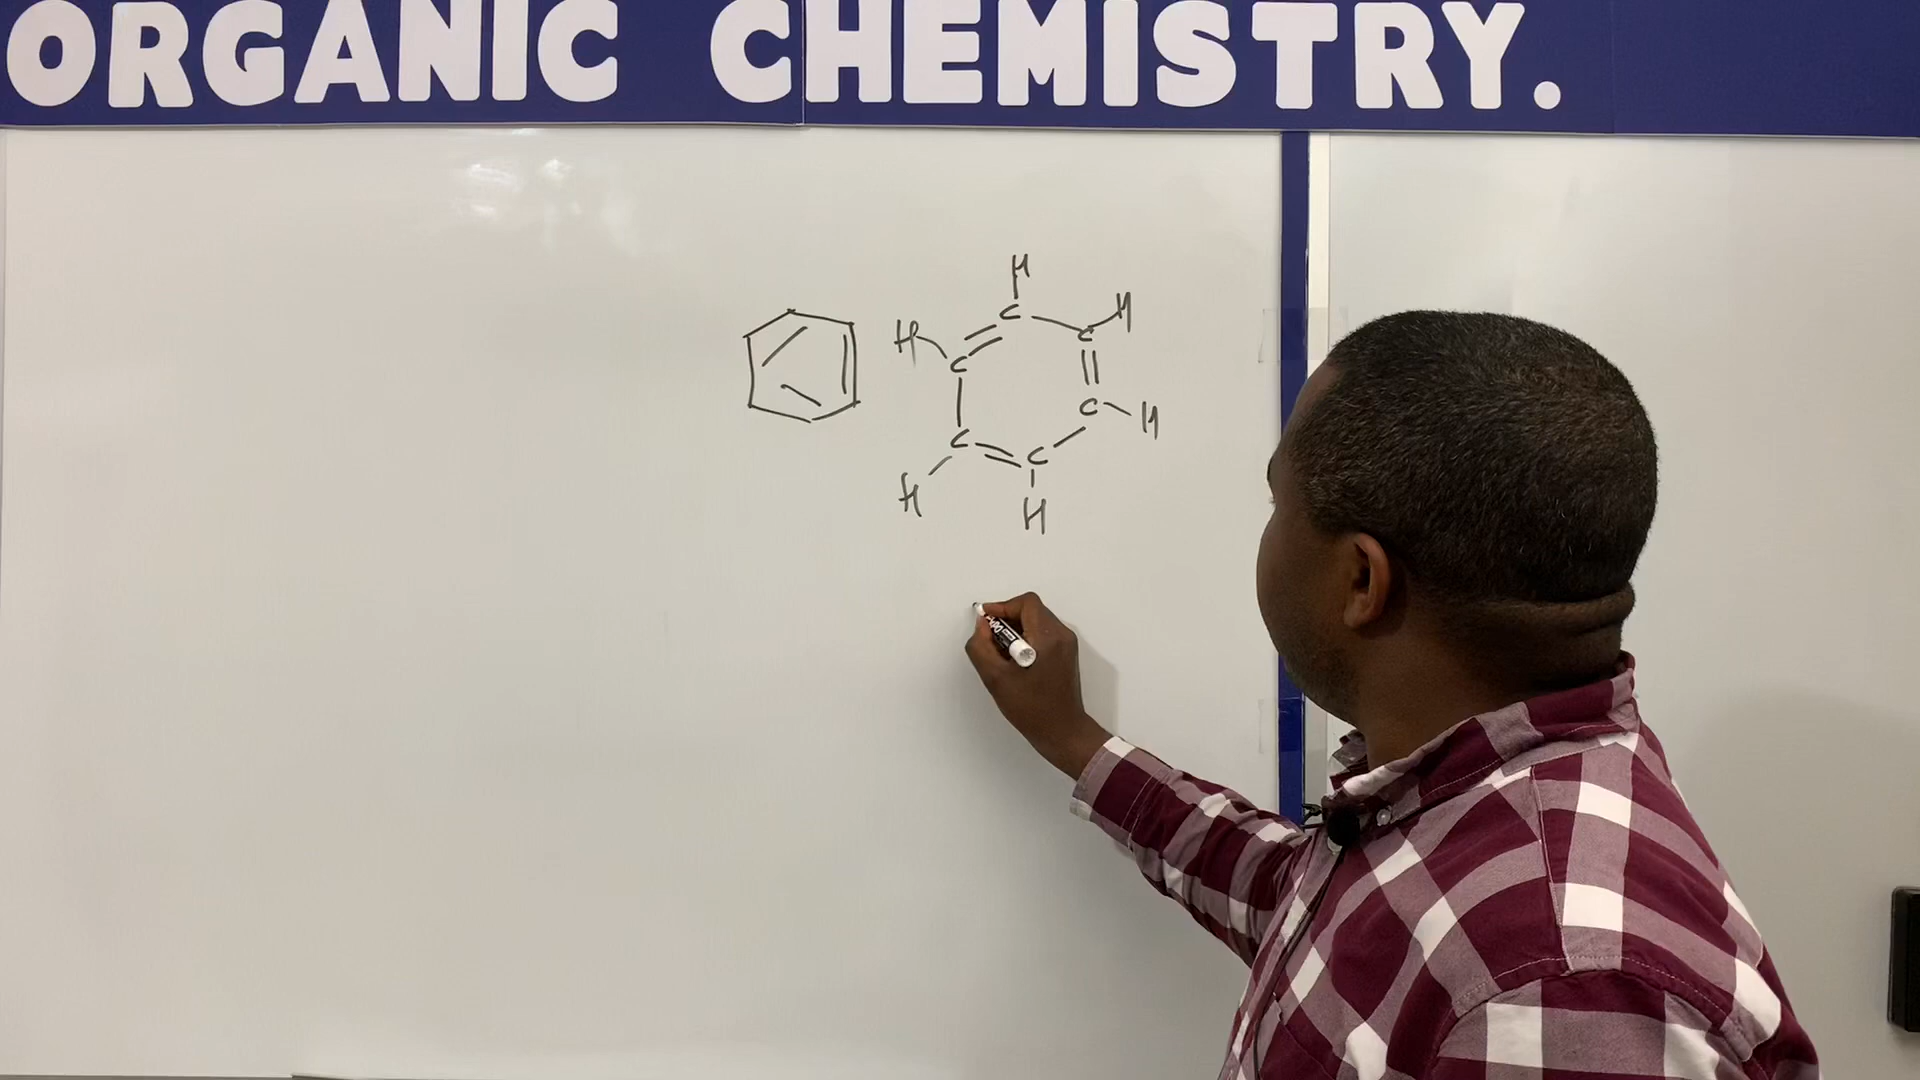 ORGANIC CHEMISTRY.
H
H C H
C C
C H
C C
H H